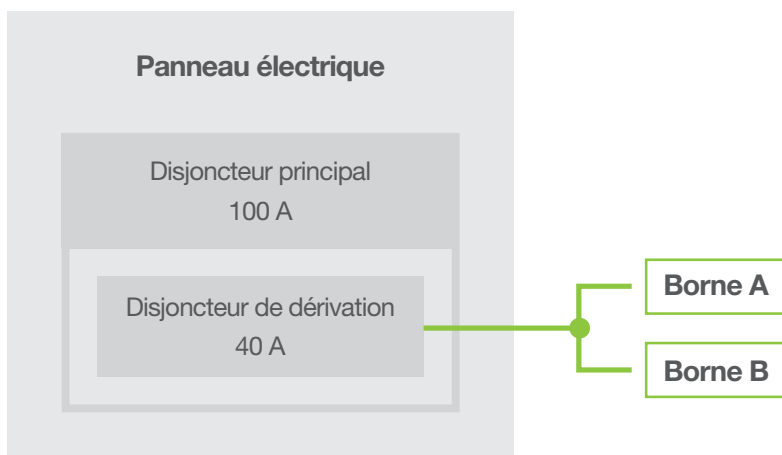 Panneau électrique
Disjoncteur principal
100 A
Disjoncteur de dérivation
40 A
Borne A
Borne B